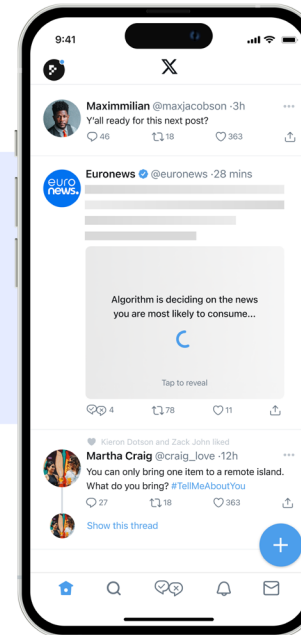 9:41
X
Maximmilian @maxjacobson ·3h
Y'all ready for this next post?
46 18 363
euro
news.
Euronews @euronews ·28 mins
Algorithm is deciding on the news
you are most likely to consume...
Tap to reveal
4 78 11
Kieron Dotson and Zack John liked
Martha Craig @craig_love ·12h
You can only bring one item to a remote island.
What do you bring? #TellMeAboutYou
27 18 363
Show this thread